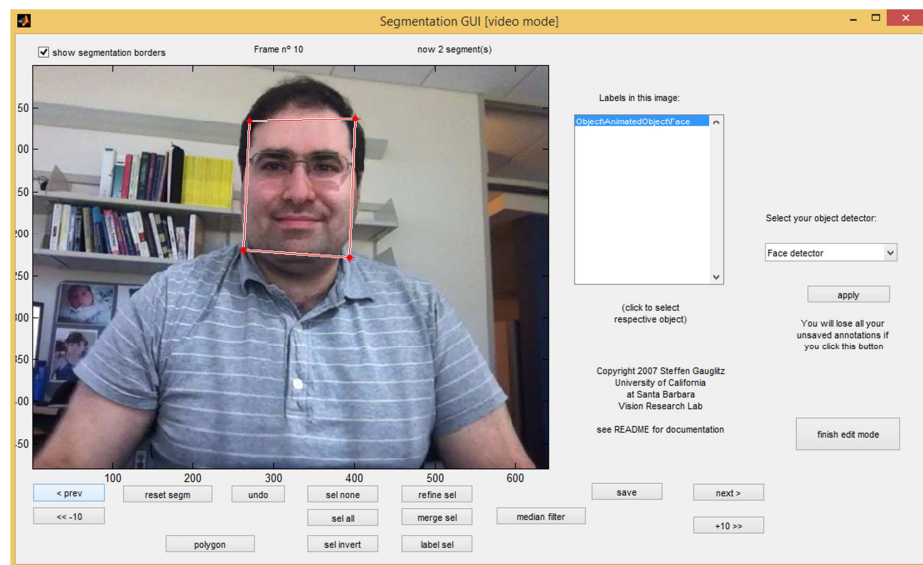 Segmentation GUI [video mode]
show segmentation borders
Frame nº 10
now 2 segment(s)
Labels in this image:
Object\AnimatedObject\Face
Select your object detector:
Face detector
apply
You will lose all your
unsaved annotations if
you click this button
(click to select
respective object)
Copyright 2007 Steffen Gauglitz
University of California
at Santa Barbara
Vision Research Lab
see README for documentation
finish edit mode
50
00
50
200
250
300
350
400
450
100
200
300
400
500
600
< prev
reset segm
undo
sel none
refine sel
save
next >
<< -10
sel all
merge sel
median filter
+10 >>
polygon
sel invert
label sel